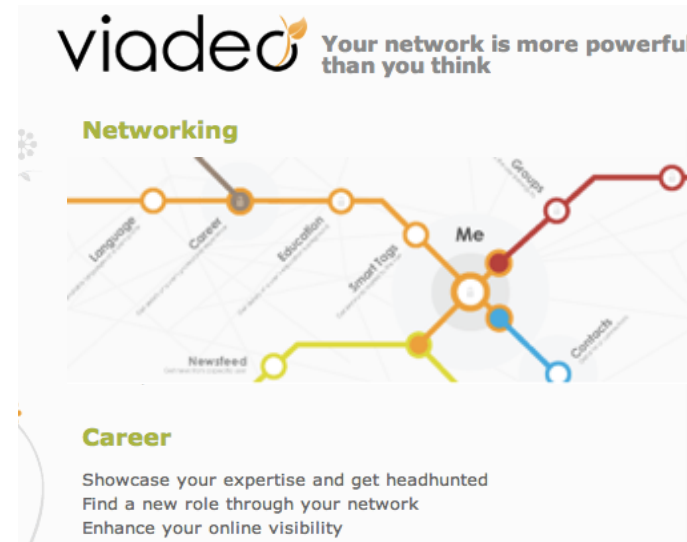 viadeo
Your network is more powerful
than you think
Networking
Groups
Me
Language
Career
Education
Smart Tags
Contacts
Newsfeed
Career
Showcase your expertise and get headhunted
Find a new role through your network
Enhance your online visibility